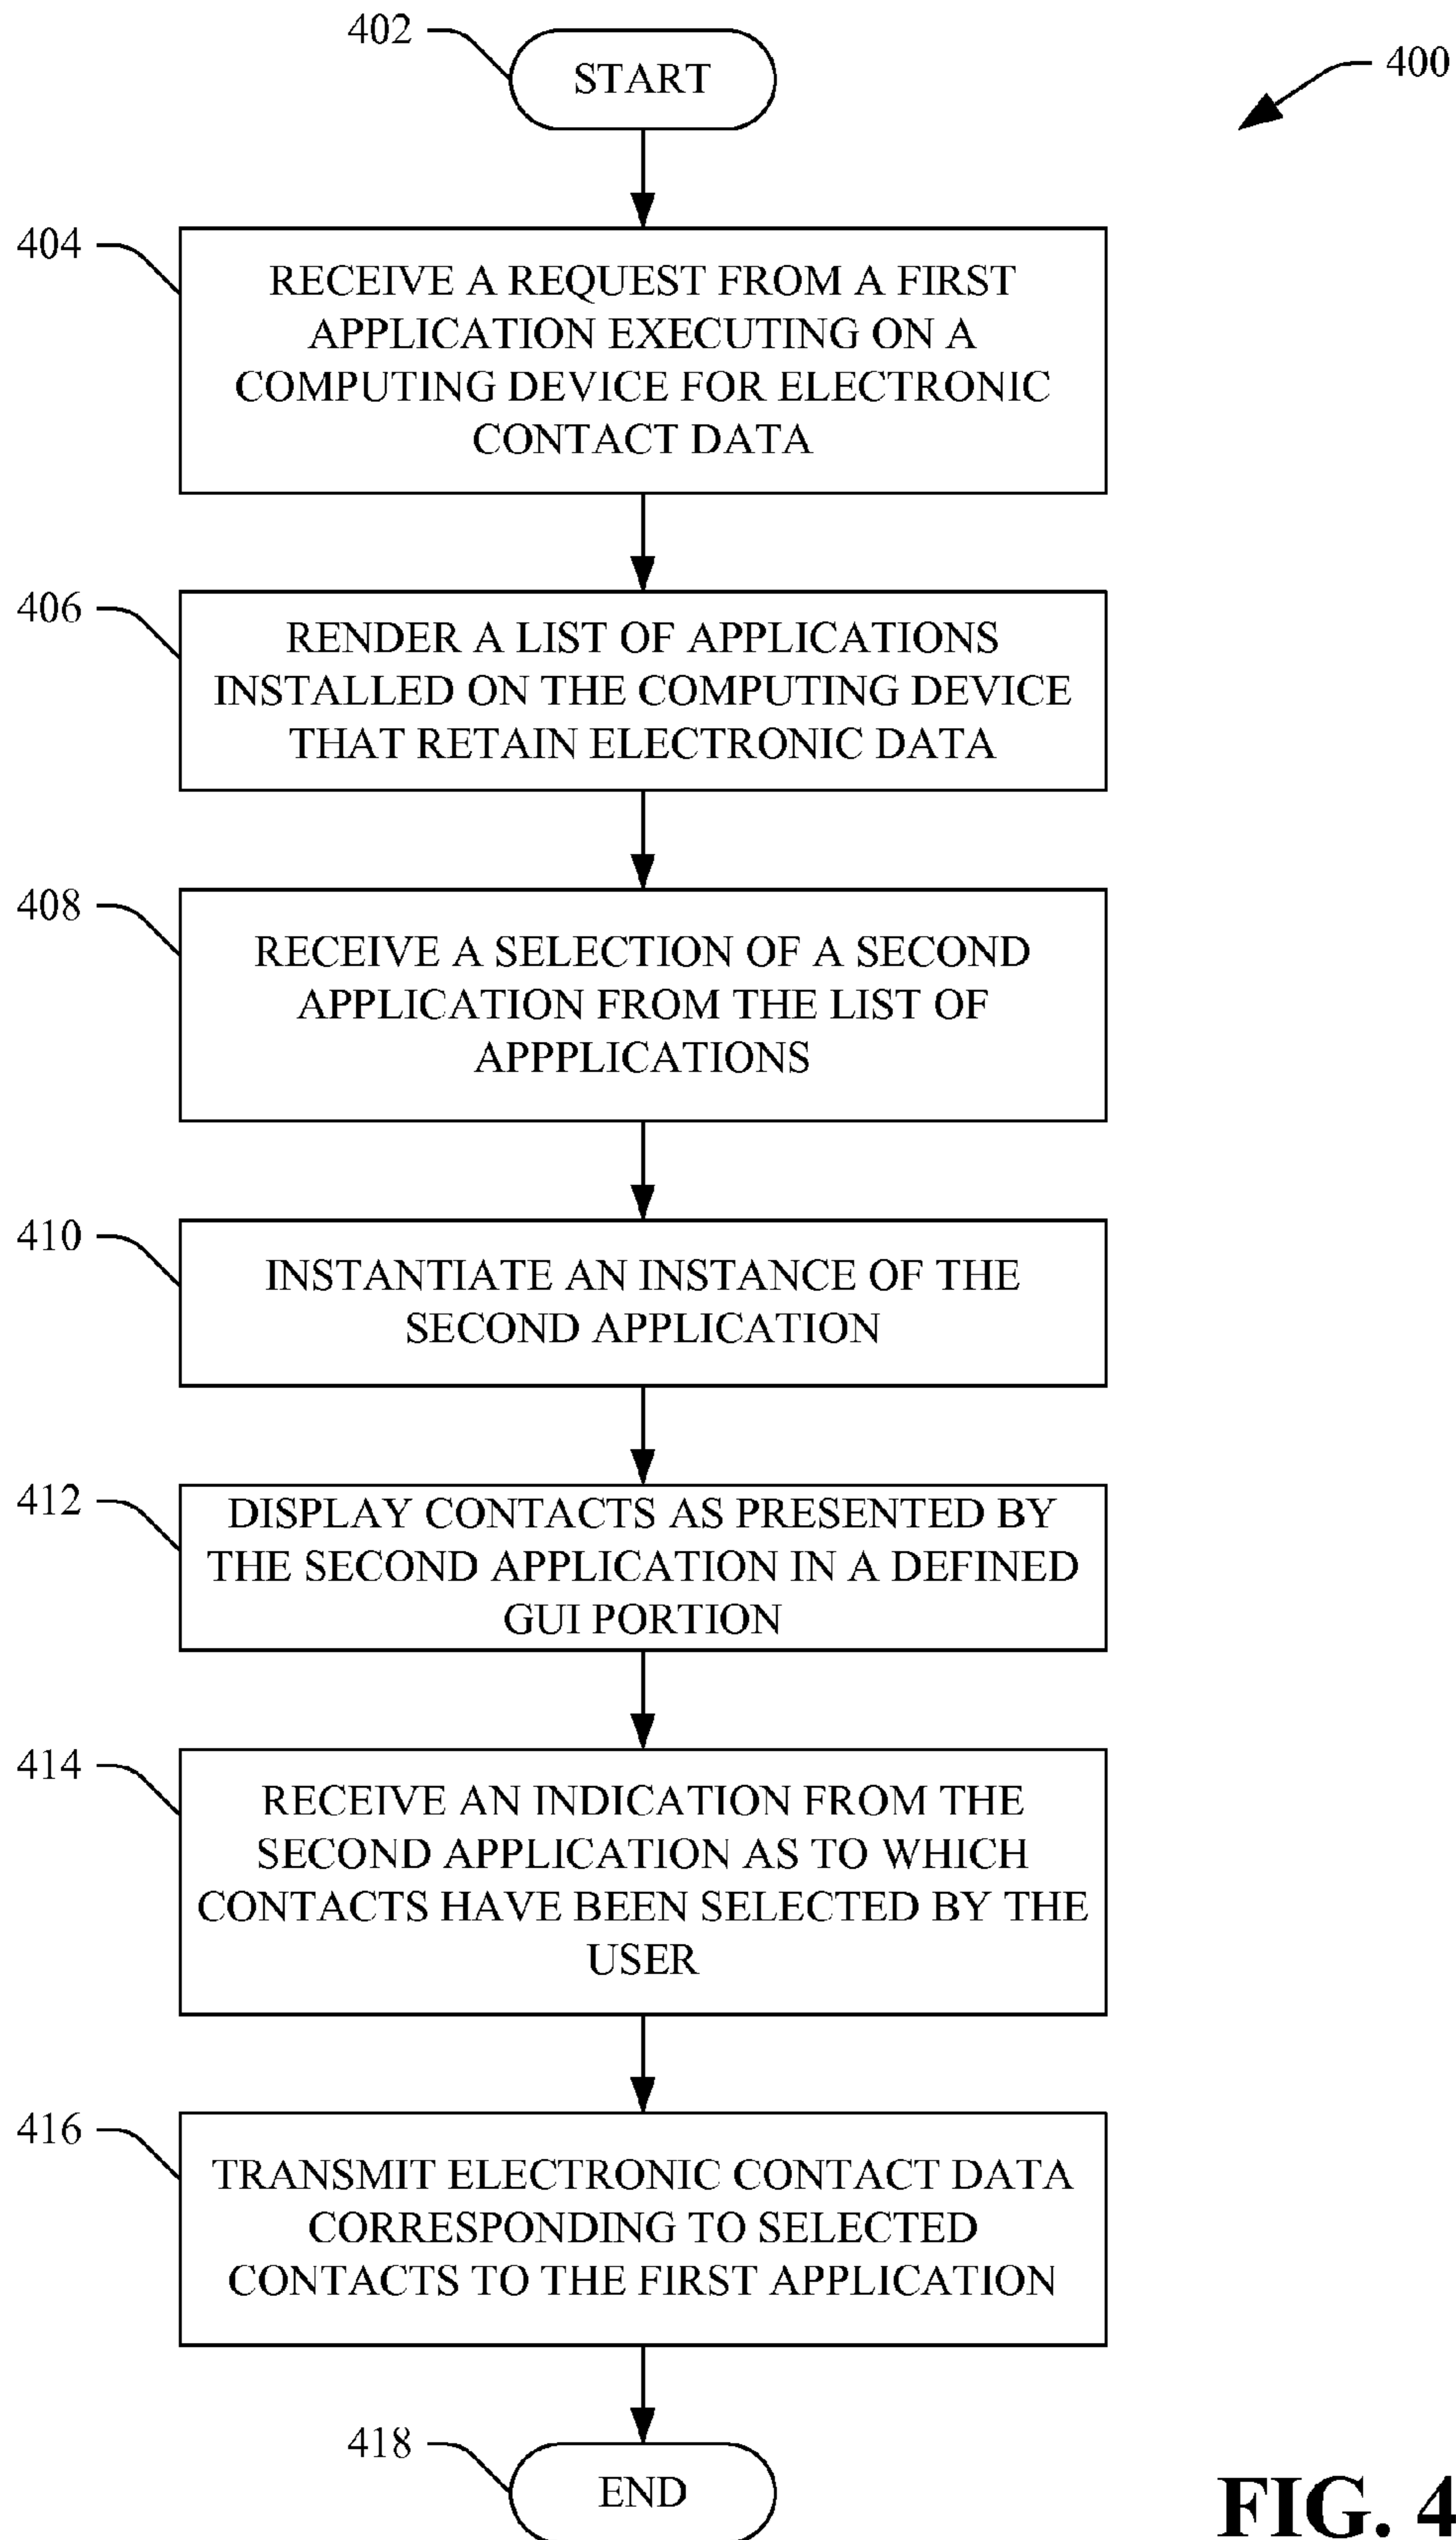 402
START
400
404
RECEIVE A REQUEST FROM A FIRST
APPLICATION EXECUTING ON A
COMPUTING DEVICE FOR ELECTRONIC
CONTACT DATA
406
RENDER A LIST OF APPLICATIONS
INSTALLED ON THE COMPUTING DEVICE
THAT RETAIN ELECTRONIC DATA
408
RECEIVE A SELECTION OF A SECOND
APPLICATION FROM THE LIST OF
APPPLICATIONS
410
INSTANTIATE AN INSTANCE OF THE
SECOND APPLICATION
412
DISPLAY CONTACTS AS PRESENTED BY
THE SECOND APPLICATION IN A DEFINED
GUI PORTION
414
RECEIVE AN INDICATION FROM THE
SECOND APPLICATION AS TO WHICH
CONTACTS HAVE BEEN SELECTED BY THE
USER
416
TRANSMIT ELECTRONIC CONTACT DATA
CORRESPONDING TO SELECTED
CONTACTS TO THE FIRST APPLICATION
418
END
FIG. 4